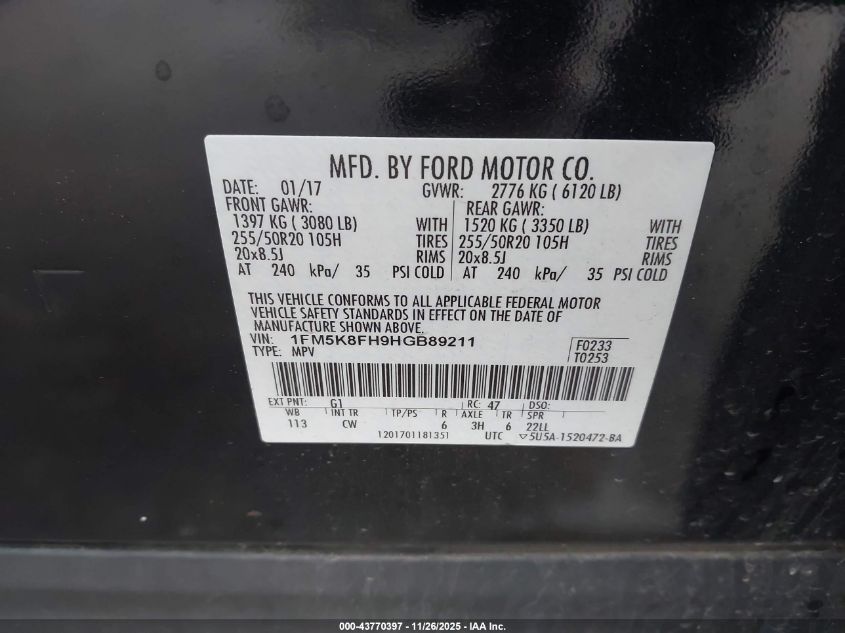 MFD. BY FORD MOTOR CO.
DATE: 01/17 GVWR: 2776 KG ( 6120 LB)
FRONT GAWR: REAR GAWR:
1397 KG ( 3080 LB) WITH 1520 KG ( 3350 LB) WITH
255/50R20 105H TIRES 255/50R20 105H TIRES
20x8.5J RIMS 20x8.5J RIMS
AT 240 kPa/ 35 PSI COLD AT 240 kPa/ 35 PSI COLD
THIS VEHICLE CONFORMS TO ALL APPLICABLE FEDERAL MOTOR
VEHICLE SAFETY STANDARDS IN EFFECT ON THE DATE OF
MANUFACTURE SHOWN ABOVE.
VIN: 1FM5K8FH9HGB89211 F0233
TYPE: MPV T0253
EXT PNT: G1 RC: 47 DSO:
WB INT TR TP/PS R AXLE TR SPR
113 CW 6 3H 6 22LL
1201701181351 UTC ▽5U5A-1520472-BA
000-43770397 - 11/26/2025 - IAA Inc.